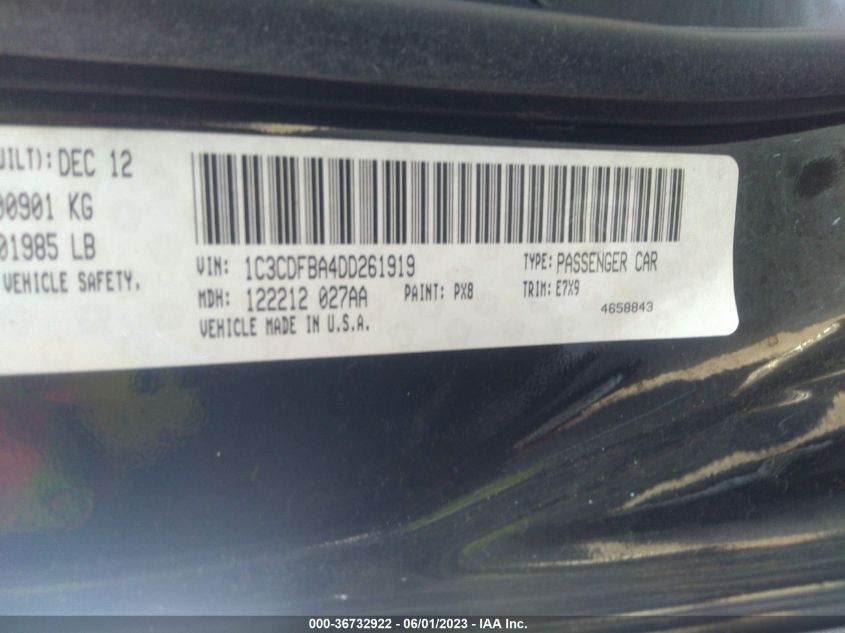 UILT): DEC 12
00901 KG
01985 LB
VEHICLE SAFETY.
VIN: 1C3CDFBA4DD261919 TYPE: PASSENGER CAR
MDH: 122212 027AA PAINT: PX8 TRIM: E7X9
VEHICLE MADE IN U.S.A. 4658843
000-36732922 - 06/01/2023 - IAA Inc.